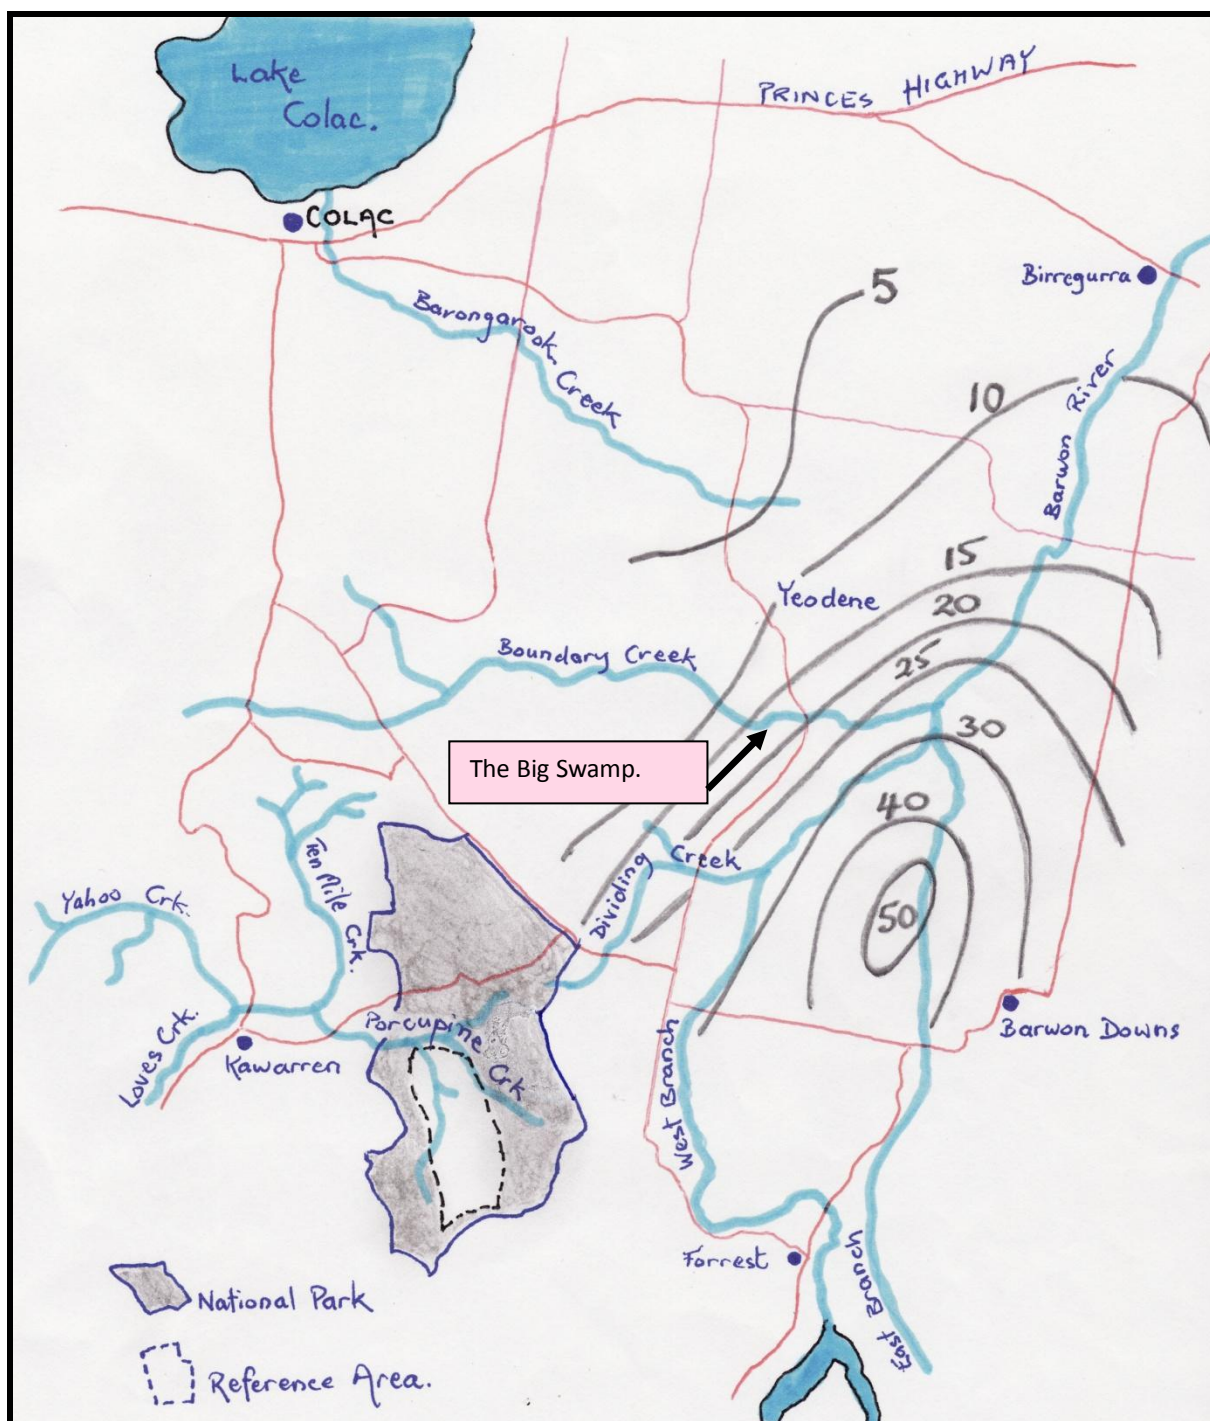 Lake
Colac.
PRINCES HIGHWAY
COLAC
Birregurra
5
Barongarook
Creek
10
Barwon River
15
Yeodene
20
25
Boundary Creek
30
The Big Swamp.
40
Dividing Creek
50
Ten Mile Crk.
Yahoo Crk.
Loves Crk.
Kawarren
Porcupine Crk
Barwon Downs
West Branch
Forrest
East Branch
National Park
Reference Area.